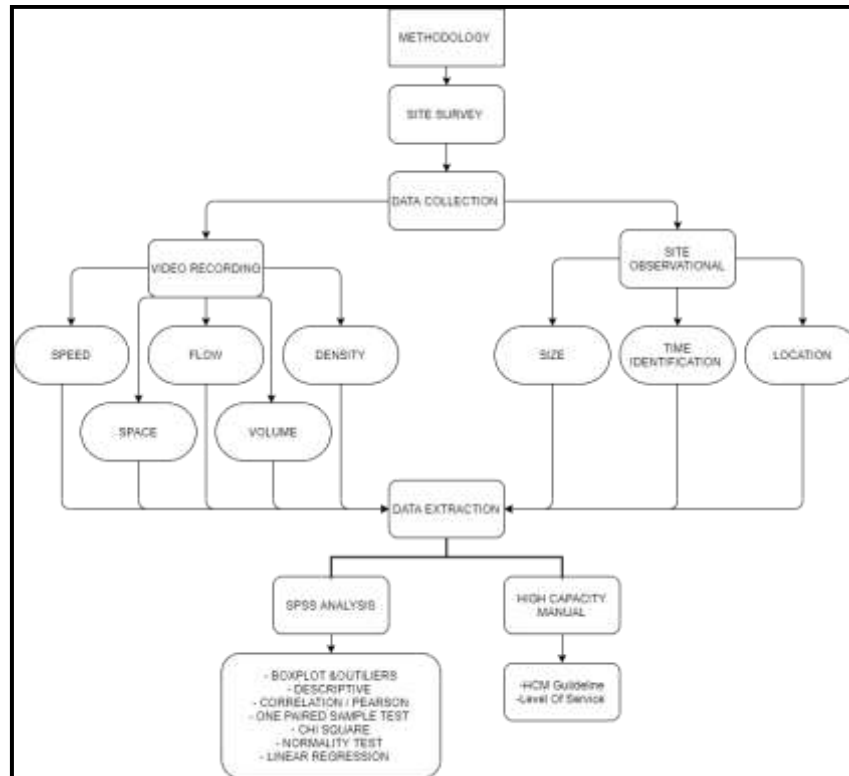 METHODOLOGY
SITE SURVEY
DATA COLLECTION
VIDEO RECORDING
SITE
OBSERVATIONAL
SPEED
FLOW
DENSITY
SIZE
TIME
IDENTIFICATION
LOCATION
SPACE
VOLUME
DATA EXTRACTION
SPSS ANALYSIS
HIGH CAPACITY
MANUAL
- BOXPLOT &OUTILIERS
- DESCRIPTIVE
- CORRELATION / PEARSON
- ONE PAIRED SAMPLE TEST
- CHI SQUARE
- NORMALITY TEST
- LINEAR REGRESSION
-HCM Guildeline
-Level Of Service